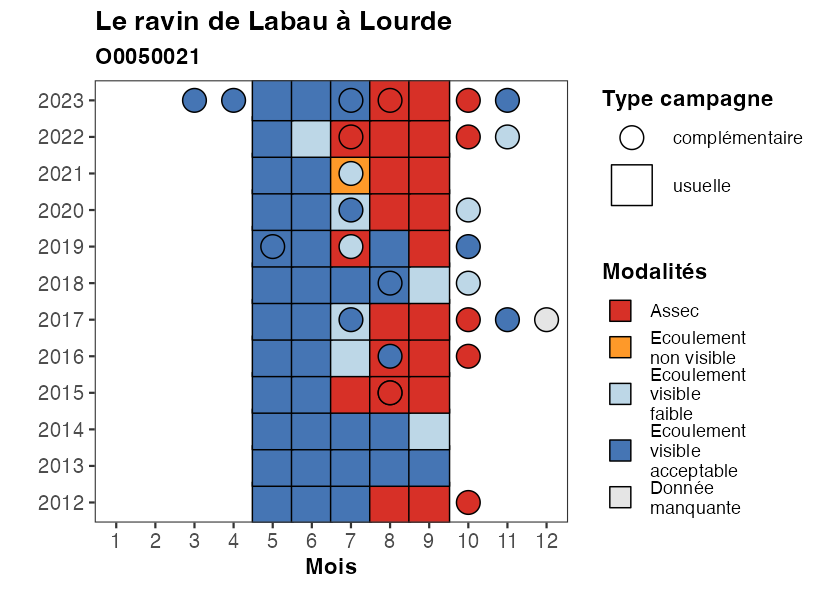 Le ravin de Labau à Lourde
O0050021
2023
2022
2021
2020
2019
2018
2017
2016
2015
2014
2013
2012
1 2 3 4 5 6 7 8 9 10 11 12
Mois
Type campagne
complémentaire
usuelle
Modalités
Assec
Ecoulement
non visible
Ecoulement
visible
faible
Ecoulement
visible
acceptable
Donnée
manquante